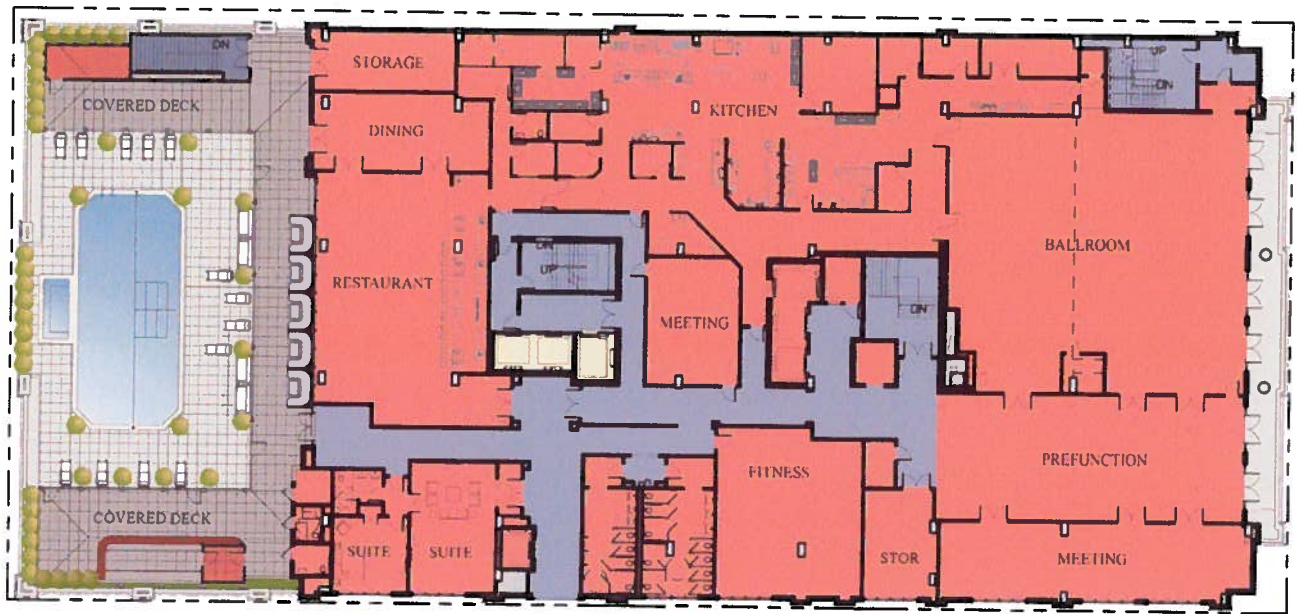 DN
UP
STORAGE
COVERED DECK
DN
KITCHEN
DINING
DN
BALLROOM
UP
RESTAURANT
DN
MEETING
PREFUNCTION
FITNESS
COVERED DECK
SUITE
SUITE
STOR
MEETING